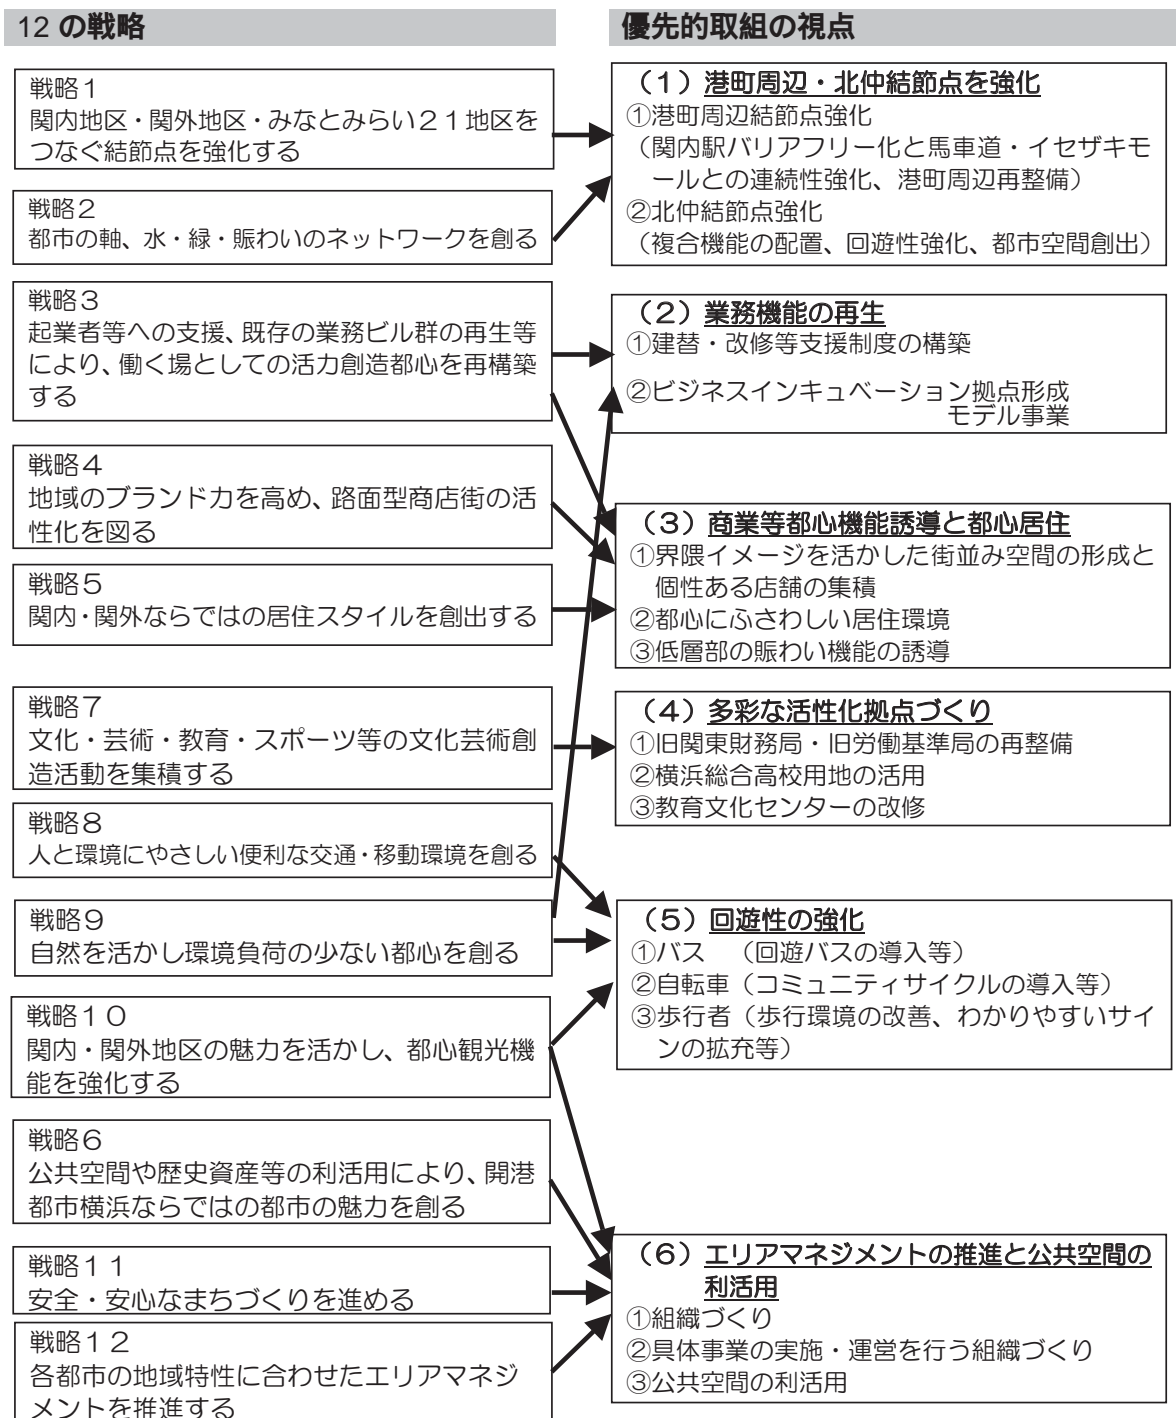 12 の戦略
戦略1
関内地区・関外地区・みなとみらい21地区を
つなぐ結節点を強化する
戦略2
都市の軸、水・緑・賑わいのネットワークを創る
戦略3
起業者等への支援、既存の業務ビル群の再生等
により、働く場としての活力創造都心を再構築
する
戦略4
地域のブランド力を高め、路面型商店街の活
性化を図る
戦略5
関内・関外ならではの居住スタイルを創出する
戦略7
文化・芸術・教育・スポーツ等の文化芸術創
造活動を集積する
戦略8
人と環境にやさしい便利な交通・移動環境を創る
戦略9
自然を活かし環境負荷の少ない都心を創る
戦略10
関内・関外地区の魅力を活かし、都心観光機
能を強化する
戦略6
公共空間や歴史資産等の利活用により、開港
都市横浜ならではの都市の魅力を創る
戦略11
安全・安心なまちづくりを進める
戦略12
各都市の地域特性に合わせたエリアマネジ
メントを推進する
優先的取組の視点
(1)港町周辺・北仲結節点を強化
①港町周辺結節点強化
(関内駅バリアフリー化と馬車道・イセザキモ
ールとの連続性強化、港町周辺再整備)
②北仲結節点強化
(複合機能の配置、回遊性強化、都市空間創出)
(2)業務機能の再生
①建替・改修等支援制度の構築
②ビジネスインキュベーション拠点形成
モデル事業
(3)商業等都心機能誘導と都心居住
①界隈イメージを活かした街並み空間の形成と
個性ある店舗の集積
②都心にふさわしい居住環境
③低層部の賑わい機能の誘導
(4)多彩な活性化拠点づくり
①旧関東財務局・旧労働基準局の再整備
②横浜総合高校用地の活用
③教育文化センターの改修
(5)回遊性の強化
①バス (回遊バスの導入等)
②自転車(コミュニティサイクルの導入等)
③歩行者(歩行環境の改善、わかりやすいサイ
ンの拡充等)
(6)エリアマネジメントの推進と公共空間の
利活用
①組織づくり
②具体事業の実施・運営を行う組織づくり
③公共空間の利活用